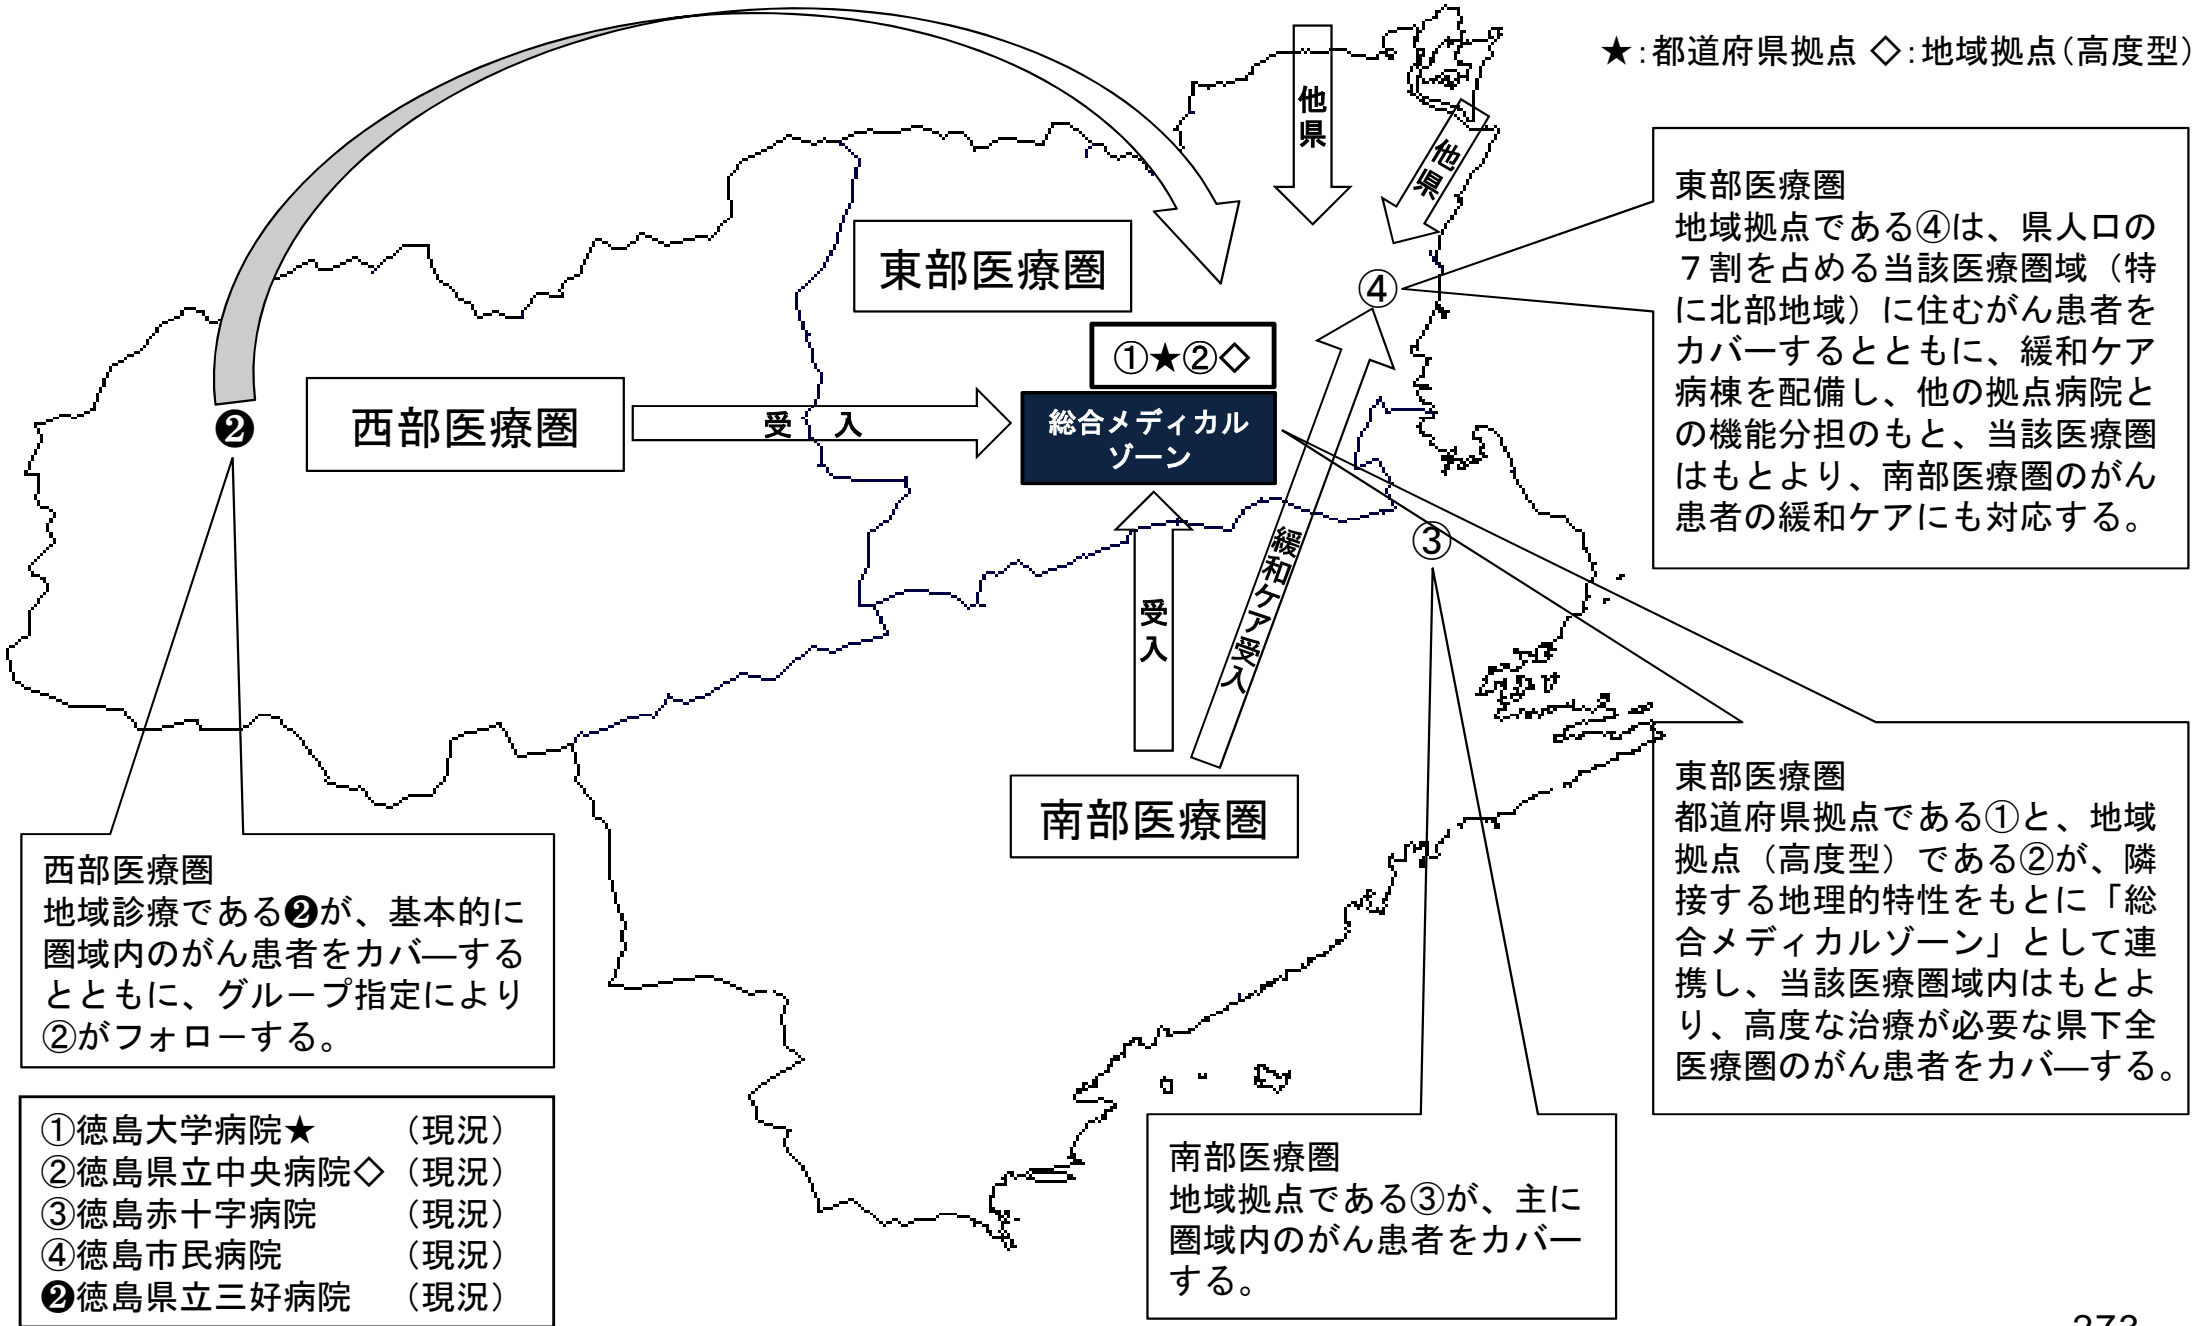 ★：都道府県拠点 ◇：地域拠点（高度型）
他県
他県
東部医療圏
地域拠点である④は、県人口の
７割を占める当該医療圏域（特
に北部地域）に住むがん患者を
カバーするとともに、緩和ケア
病棟を配備し、他の拠点病院と
の機能分担のもと、当該医療圏
はもとより、南部医療圏のがん
患者の緩和ケアにも対応する。
東部医療圏
④
①★②◇
総合メディカル
ゾーン
西部医療圏
❷
受　入
③
緩和ケア受入
受入
南部医療圏
東部医療圏
都道府県拠点である①と、地域
拠点（高度型）である②が、隣
接する地理的特性をもとに「総
合メディカルゾーン」として連
携し、当該医療圏域内はもとよ
り、高度な治療が必要な県下全
医療圏のがん患者をカバ―する。
西部医療圏
地域診療である❷が、基本的に
圏域内のがん患者をカバ―する
とともに、グループ指定により
②がフォローする。
①徳島大学病院★　　（現況）
②徳島県立中央病院◇（現況）
③徳島赤十字病院　　（現況）
④徳島市民病院　　　（現況）
❷徳島県立三好病院　（現況）
南部医療圏
地域拠点である③が、主に
圏域内のがん患者をカバー
する。
273